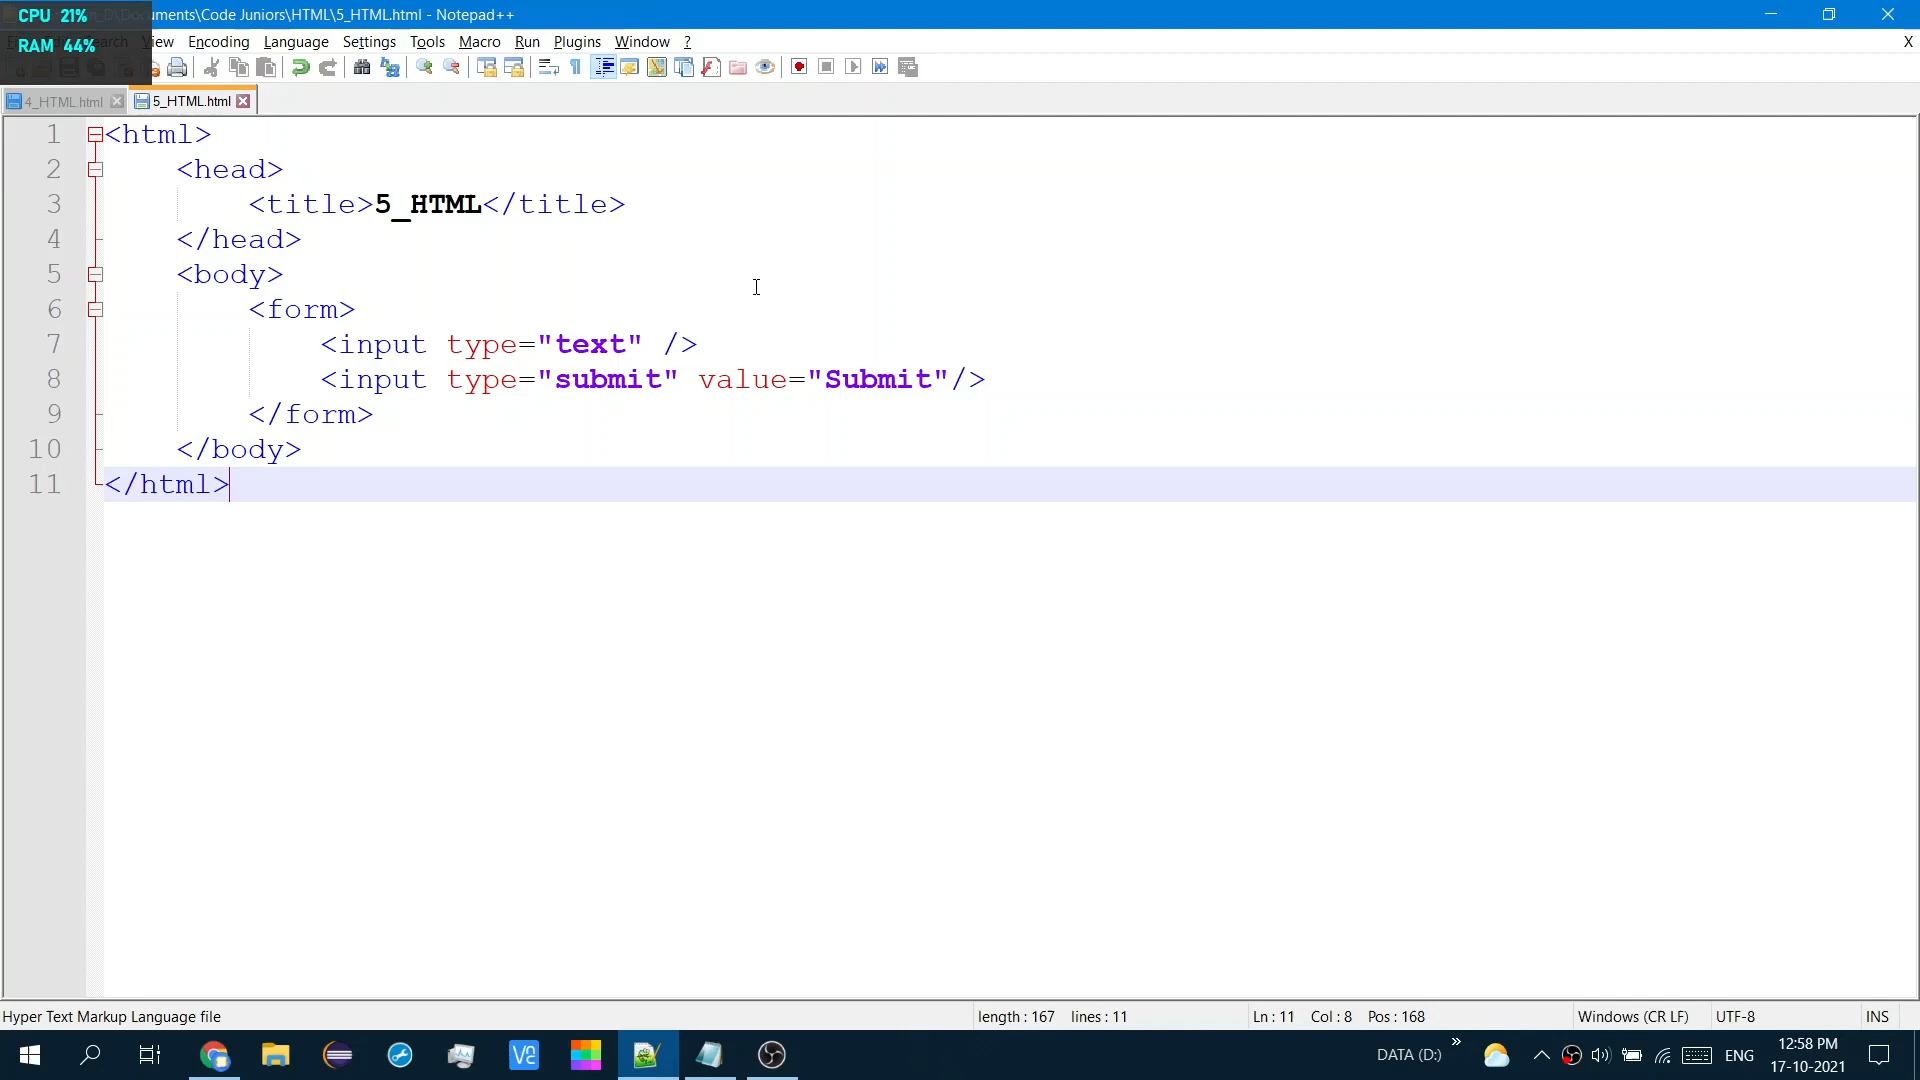 CPU 21%
RAM 44%
uments\Code Juniors\HTML\5_HTML.html - Notepad++
View Encoding Language Settings Tools Macro Run Plugins Window ? X
4_HTML.html 5_HTML.html
1 <html>
2 <head>
3 <title>5_HTML</title>
4 </head>
5 <body>
6 <form>
7 <input type="text" />
8 <input type="submit" value="Submit"/>
9 </form>
10 </body>
11 </html>
Hyper Text Markup Language file length : 167 lines : 11 Ln : 11 Col : 8 Pos : 168 Windows (CR LF) UTF-8 INS
DATA (D:) » ENG 12:58 PM
17-10-2021